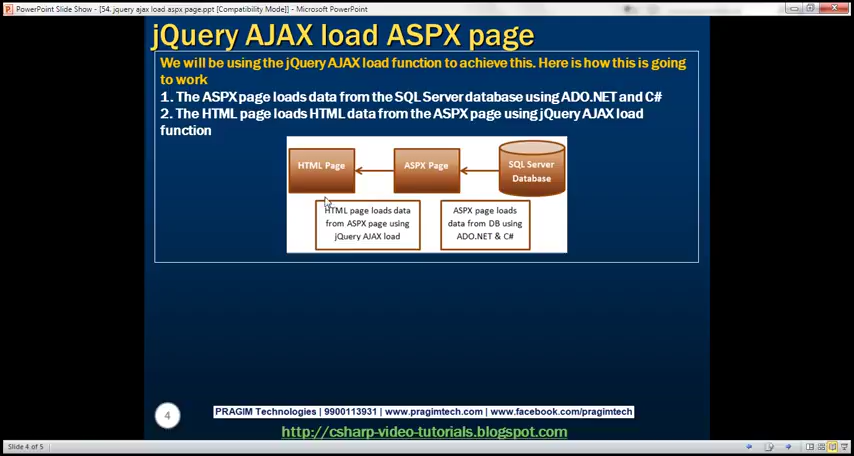 PowerPoint Slide Show - [54. jquery ajax load aspx page.ppt [Compatibility Mode]] - Microsoft PowerPoint
jQuery AJAX load ASPX page
We will be using the jQuery AJAX load function to achieve this. Here is how this is going
to work
1. The ASPX page loads data from the SQL Server database using ADO.NET and C#
2. The HTML page loads HTML data from the ASPX page using jQuery AJAX load
function
HTML Page
ASPX Page
SQL Server
Database
HTML page loads data
from ASPX page using
jQuery AJAX load
ASPX page loads
data from DB using
ADO.NET & C#
4
PRAGIM Technologies | 9900113931 | www.pragimtech.com | www.facebook.com/pragimtech
http://csharp-video-tutorials.blogspot.com
Slide 4 of 5